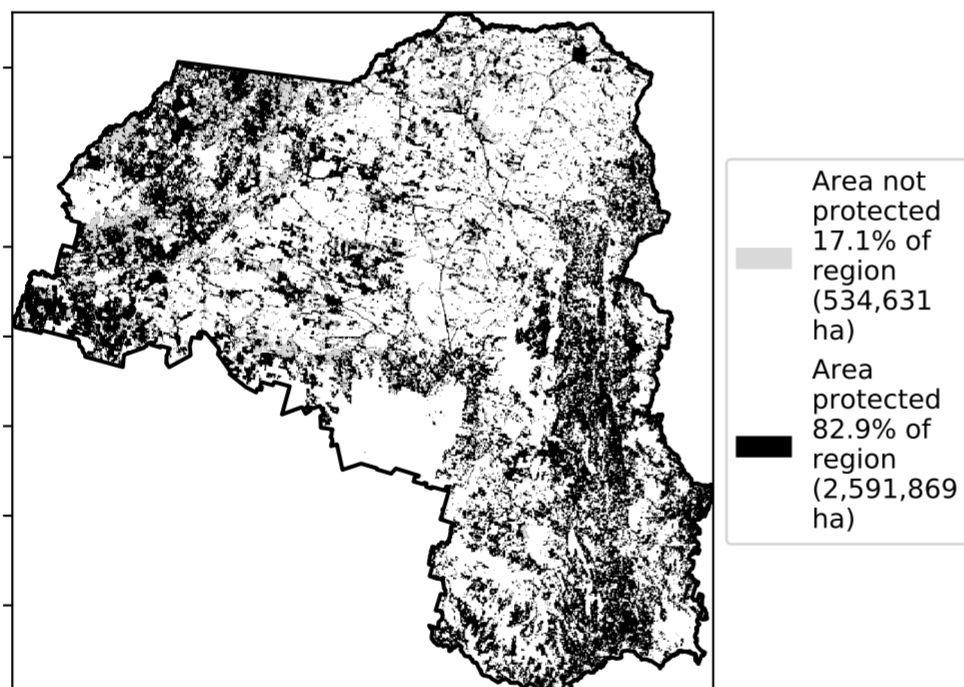 Area not
protected
17.1% of
region
(534,631
ha)
Area
protected
82.9% of
region
(2,591,869
ha)